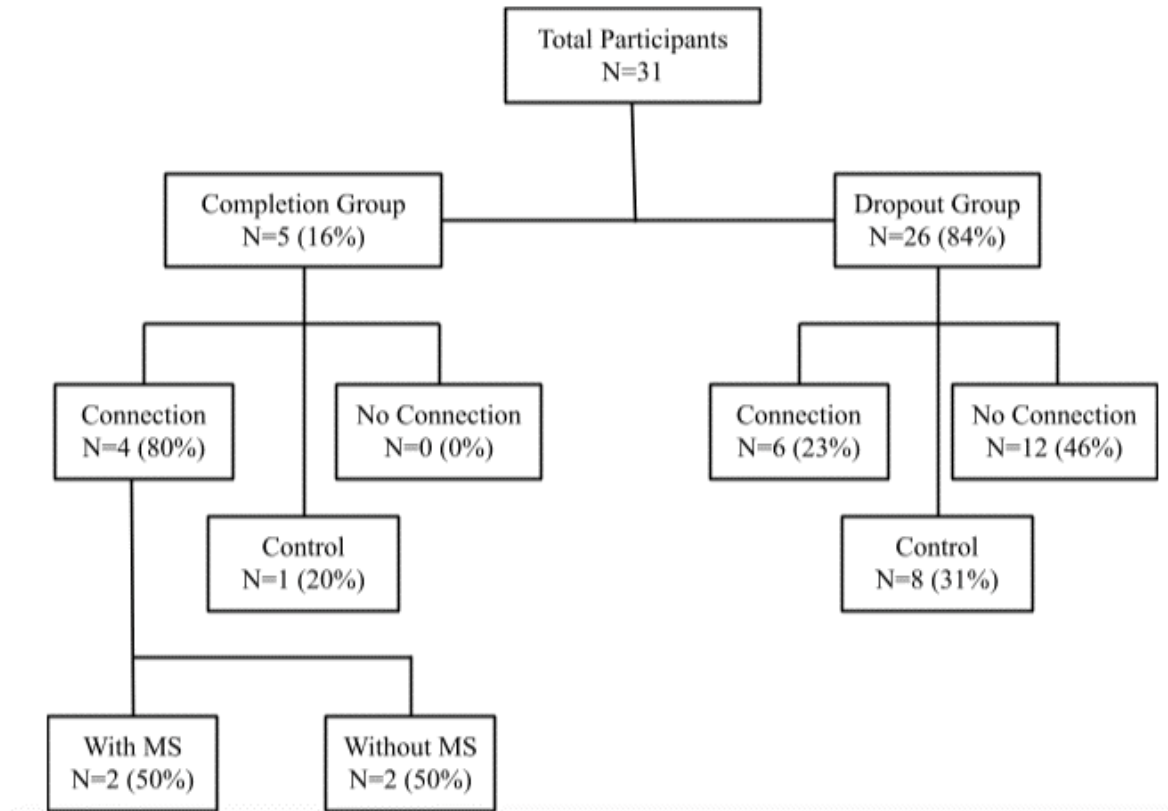 Total Participants
N=31
Completion Group
N=5 (16%)
Dropout Group
N=26 (84%)
Connection
N=4 (80%)
No Connection
N=0 (0%)
Connection
N=6 (23%)
No Connection
N=12 (46%)
Control
N=1 (20%)
Control
N=8 (31%)
With MS
N=2 (50%)
Without MS
N=2 (50%)